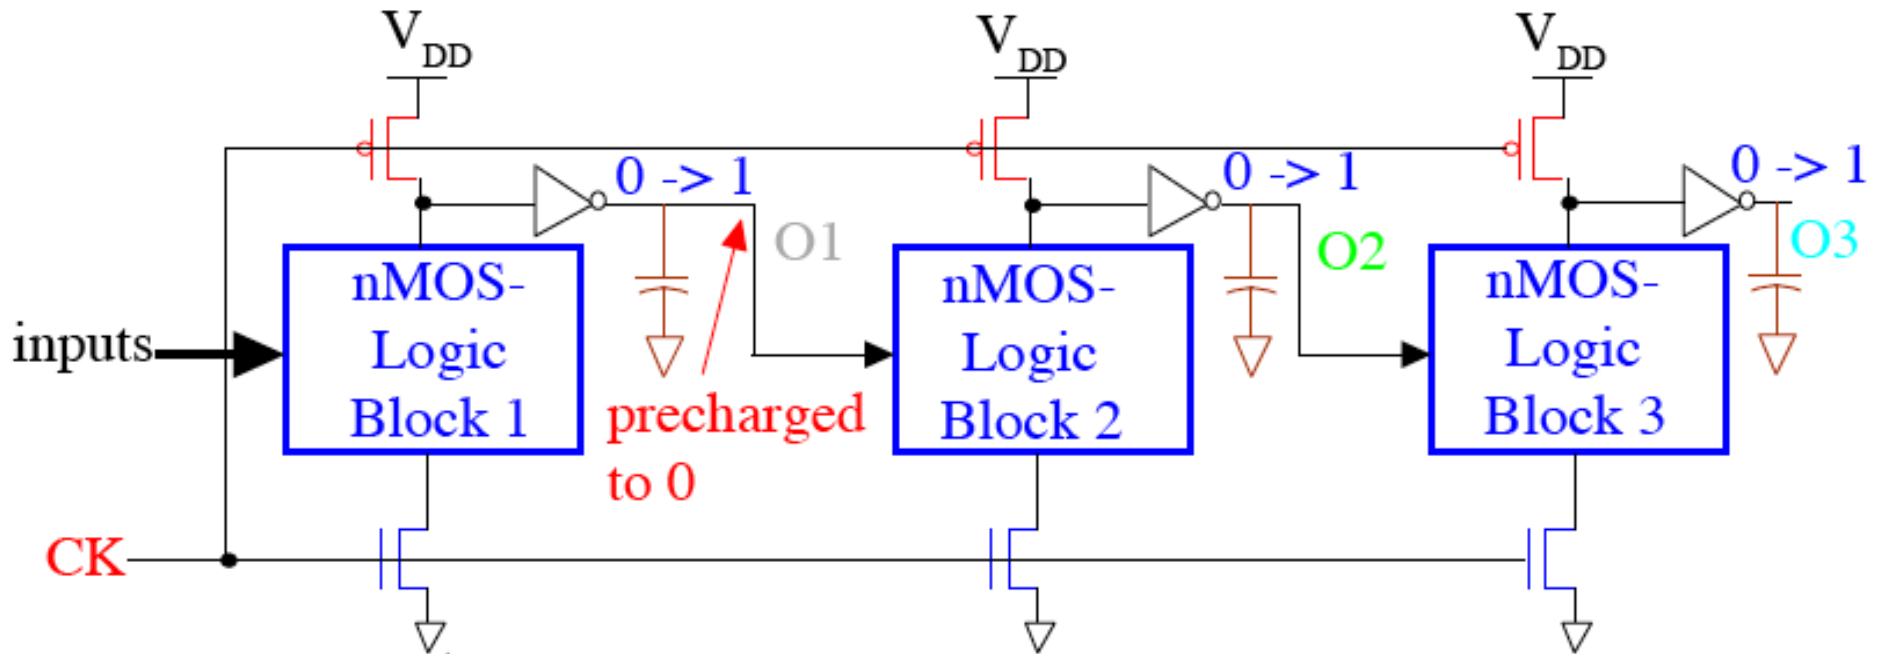 VDD
VDD
VDD
0 -> 1
0 -> 1
0 -> 1
O1
O2
O3
nMOS-
Logic
Block 1
nMOS-
Logic
Block 2
nMOS-
Logic
Block 3
inputs
precharged
to 0
CK